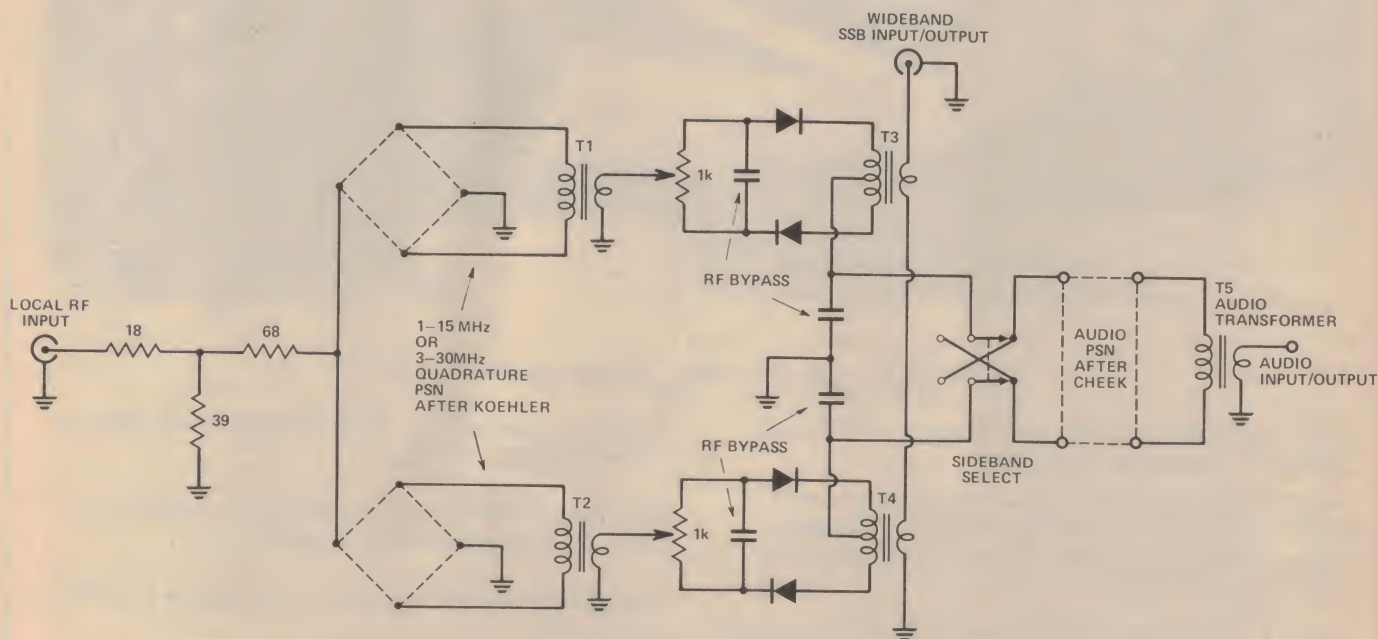 WIDEBAND
SSB INPUT/OUTPUT
T1
T3
1k
LOCAL RF
INPUT
18
68
39
1–15 MHz
OR
3–30MHz
QUADRATURE
PSN
AFTER KOEHLER
RF BYPASS
RF BYPASS
SIDEBAND
SELECT
AUDIO
PSN
AFTER
CHEEK
T5
AUDIO
TRANSFORMER
AUDIO
INPUT/OUTPUT
T2
T4
1k